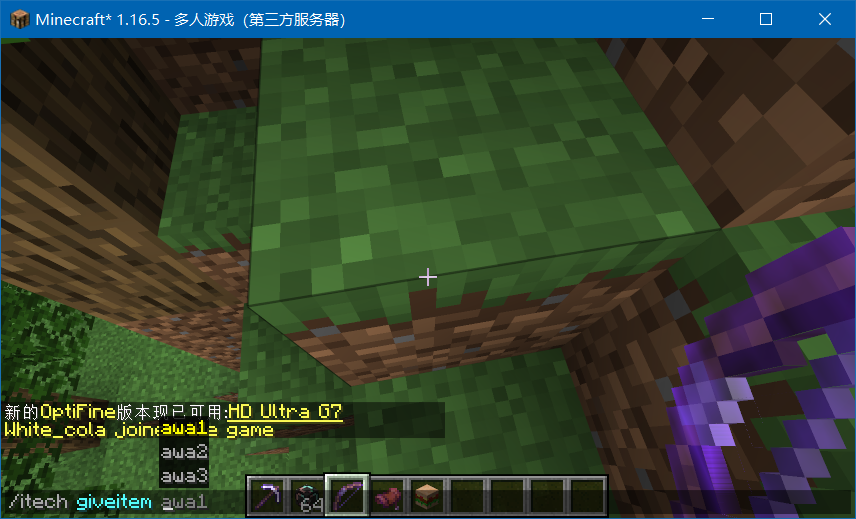 Minecraft* 1.16.5 - 多人游戏（第三方服务器）
新的OptiFine版本现已可用:HD Ultra G7
White_cola joine e game
awa1
awa2
awa3
/itech giveitem awa1
64